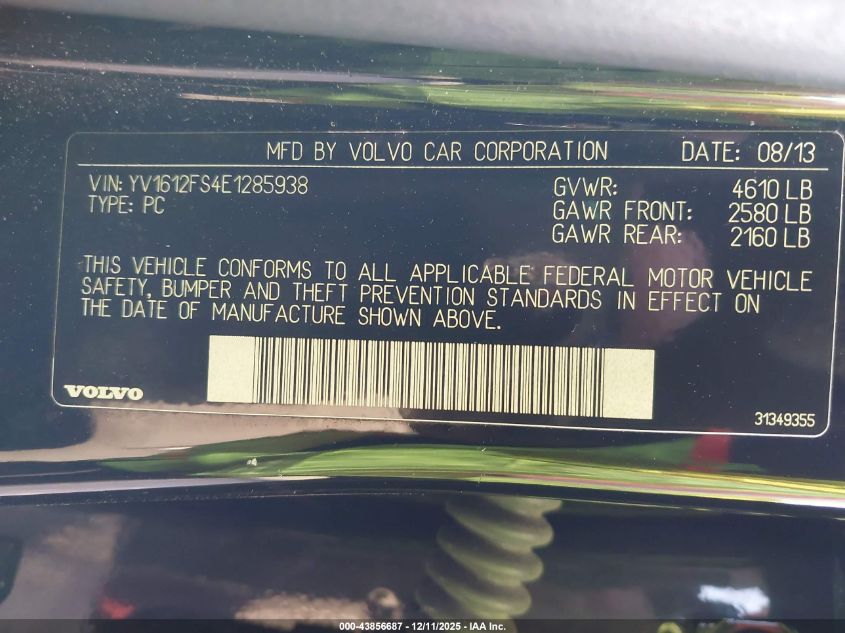 MFD BY VOLVO CAR CORPORATION DATE: 08/13
VIN: YV1612FS4E1285938 GVWR: 4610 LB
TYPE: PC GAWR FRONT: 2580 LB
GAWR REAR: 2160 LB
THIS VEHICLE CONFORMS TO ALL APPLICABLE FEDERAL MOTOR VEHICLE
SAFETY, BUMPER AND THEFT PREVENTION STANDARDS IN EFFECT ON
THE DATE OF MANUFACTURE SHOWN ABOVE.
VOLVO
31349355
000-43856687 - 12/11/2025 - IAA Inc.